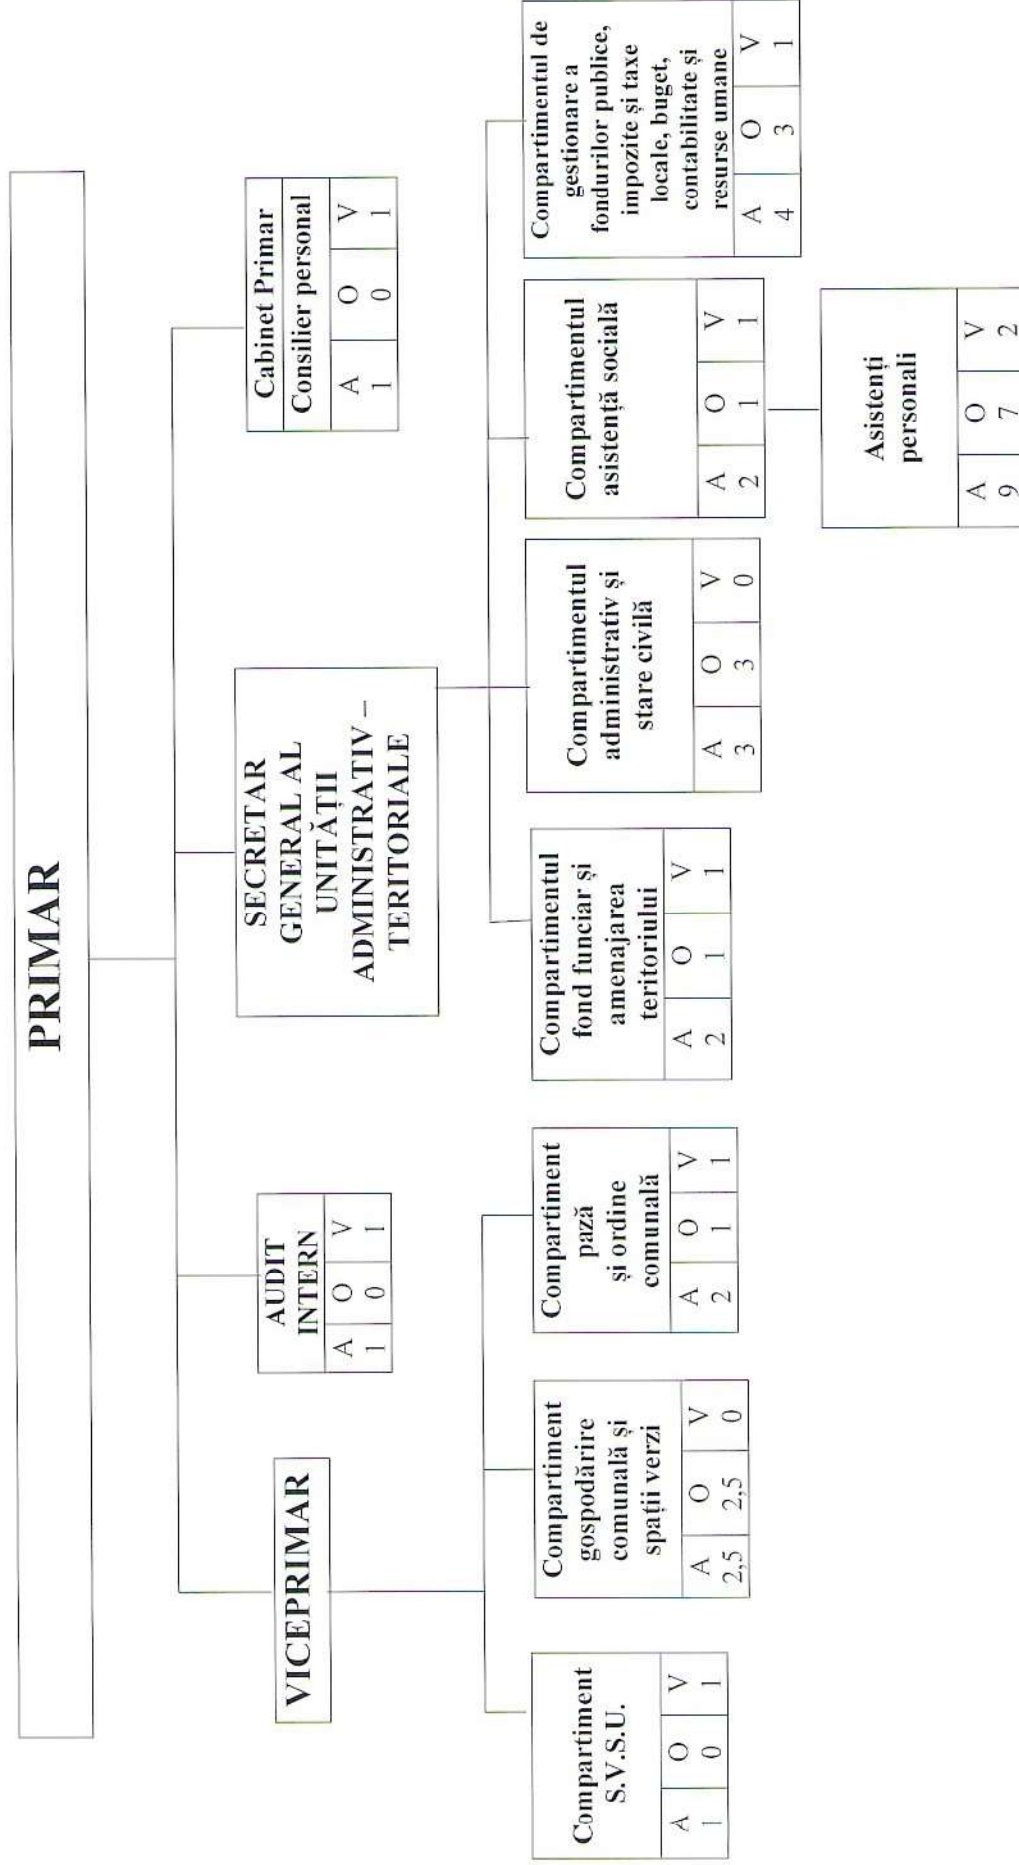 PRIMAR
VICEPRIMAR
AUDIT
INTERN
A O V
1 0 1
SECRETAR
GENERAL AL
UNITĂȚII
ADMINISTRATIV –
TERITORIALE
Cabinet Primar
Consilier personal
A O V
1 0 1
Compartiment
S.V.S.U.
A O V
1 0 1
Compartiment
gospodărire
comunală și
spații verzi
A O V
2,5 2,5 0
Compartiment
pază
și ordine
comunală
A O V
2 1 1
Compartimentul
fond funciar și
amenajarea
teritoriului
A O V
2 1 1
Compartimentul
administrativ și
stare civilă
A O V
3 3 0
Compartimentul
asistență socială
A O V
2 1 1
Compartimentul de
gestionare a
fondurilor publice,
impozite și taxe
locale, buget,
contabilitate și
resurse umane
A O V
4 3 1
Asistenți
personali
A O V
9 7 2